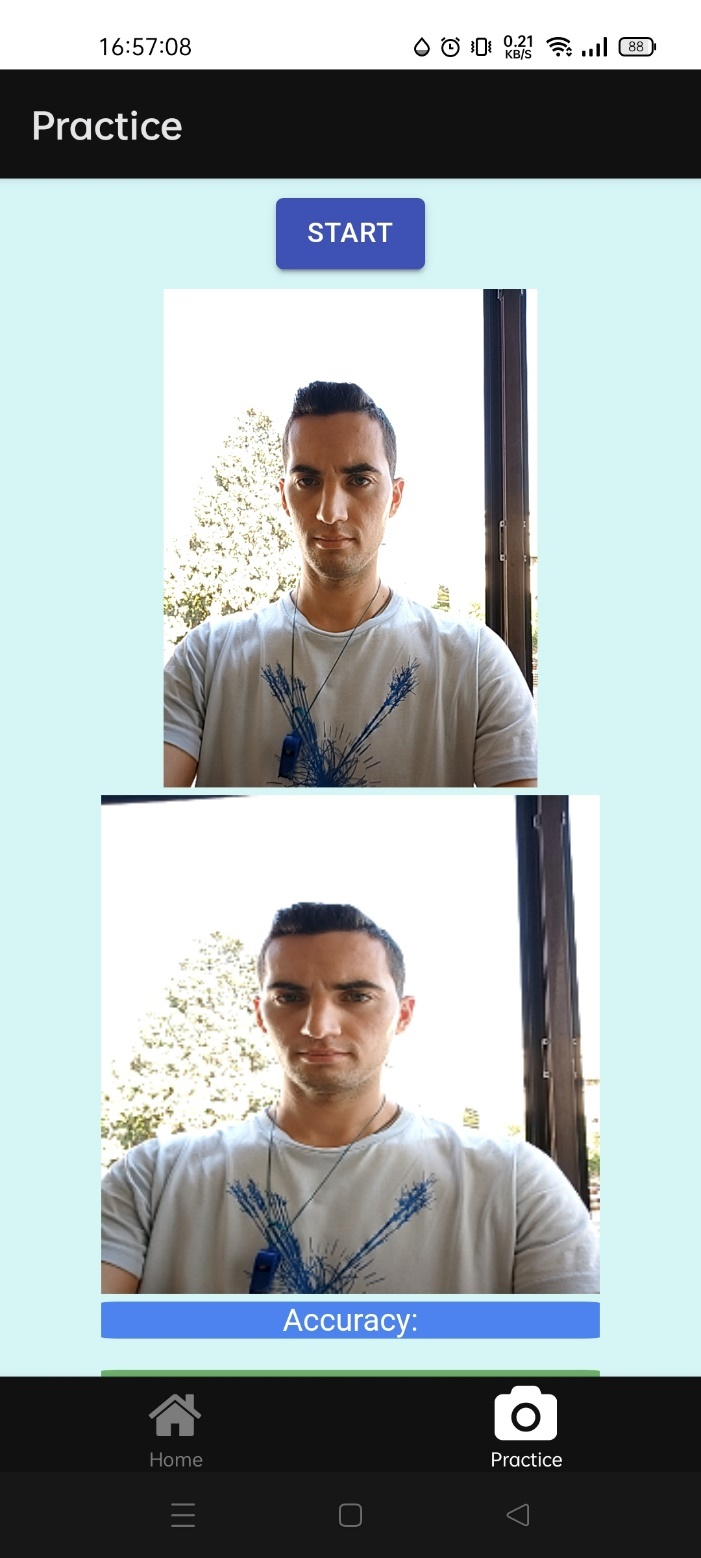 16:57:08
0.21
KB/S
88
Practice
START
Accuracy:
Home
Practice